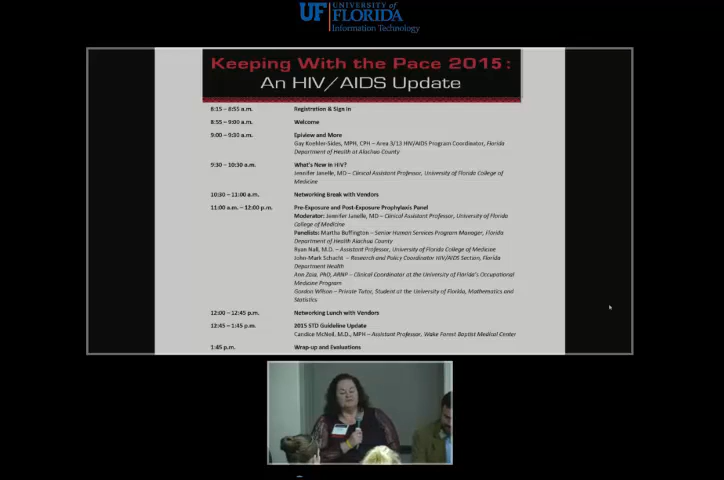 UF UNIVERSITY of
FLORIDA
Information Technology
Keeping With the Pace 2015:
An HIV/AIDS Update
8:15 – 8:55 a.m. Registration & Sign in
8:55 – 9:00 a.m. Welcome
9:00 – 9:30 a.m. Epiview and More
Gay Koehler-Sides, MPH, CPH – Area 3/13 HIV/AIDS Program Coordinator, Florida
Department of Health at Alachua County
9:30 – 10:30 a.m. What's New in HIV?
Jennifer Janelle, MD – Clinical Assistant Professor, University of Florida College of
Medicine
10:30 – 11:00 a.m. Networking Break with Vendors
11:00 a.m. – 12:00 p.m. Pre-Exposure and Post-Exposure Prophylaxis Panel
Moderator: Jennifer Janelle, MD – Clinical Assistant Professor, University of Florida
College of Medicine
Panelists: Martha Buffington – Senior Human Services Program Manager, Florida
Department of Health Alachua County
Ryan Nall, M.D. – Assistant Professor, University of Florida College of Medicine
John-Mark Schacht – Research and Policy Coordinator HIV/AIDS Section, Florida
Department Health
Ann Zoia, PhD, ARNP – Clinical Coordinator at the University of Florida's Occupational
Medicine Program
Gordon Wilson – Private Tutor, Student at the University of Florida, Mathematics and
Statistics
12:00 – 12:45 p.m. Networking Lunch with Vendors
12:45 – 1:45 p.m. 2015 STD Guideline Update
Candice McNeil, M.D., MPH – Assistant Professor, Wake Forest Baptist Medical Center
1:45 p.m. Wrap-up and Evaluations